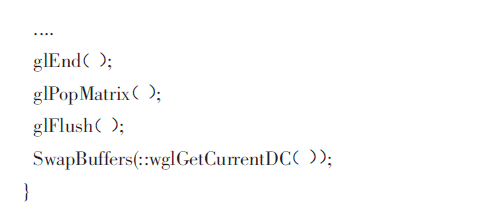 ....
glEnd( );
glPopMatrix( );
glFlush( );
SwapBuffers(::wglGetCurrentDC( ));
}